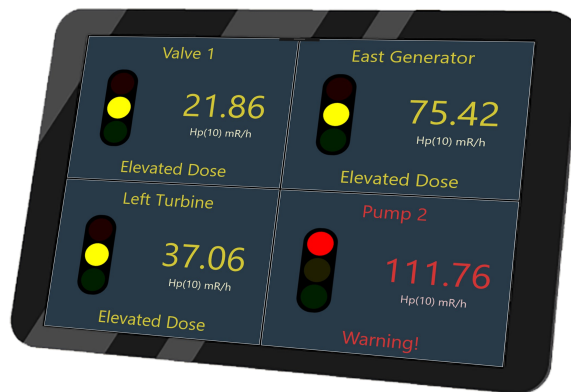 Valve 1
21.86
Hp(10) mR/h
Elevated Dose
East Generator
75.42
Hp(10) mR/h
Elevated Dose
Left Turbine
37.06
Hp(10) mR/h
Elevated Dose
Pump 2
111.76
Hp(10) mR/h
Warning!